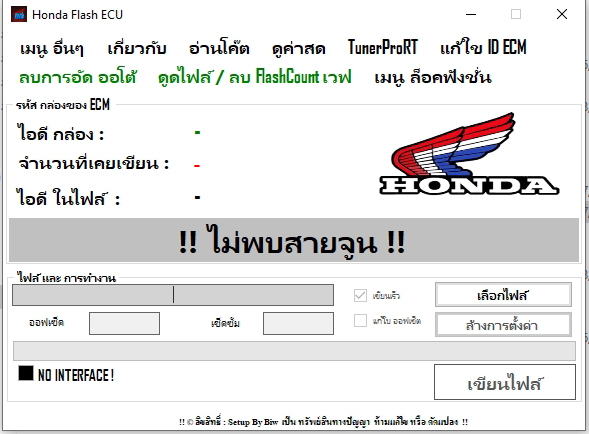 Honda Flash ECU
เมนู อื่นๆ เกี่ยวกับ อ่านโค๊ต ดูค่าสด TunerProRT แก้ไข ID ECM
ลบการอัด ออโต้ ดูดไฟล์ / ลบ FlashCount เวฟ เมนู ล็อคฟังชั่น
รหัส กล่องของ ECM
ไอดี กล่อง : -
จำนวนที่เคยเขียน : -
ไอดี ในไฟล์ : -
HONDA
!! ไม่พบสายจูน !!
ไฟล์ และ การทำงาน
เขียนเร็ว เลือกไฟล์
ออฟเซ็ต เช็คซัม แก้ไข ออฟเซ็ต ล้างการตั้งค่า
NO INTERFACE! เขียนไฟล์
!! © ลิขสิทธิ์ : Setup By Biw เป็น ทรัพย์สินทางปัญญา ห้ามแก้ไข หรือ ดัดแปลง !!